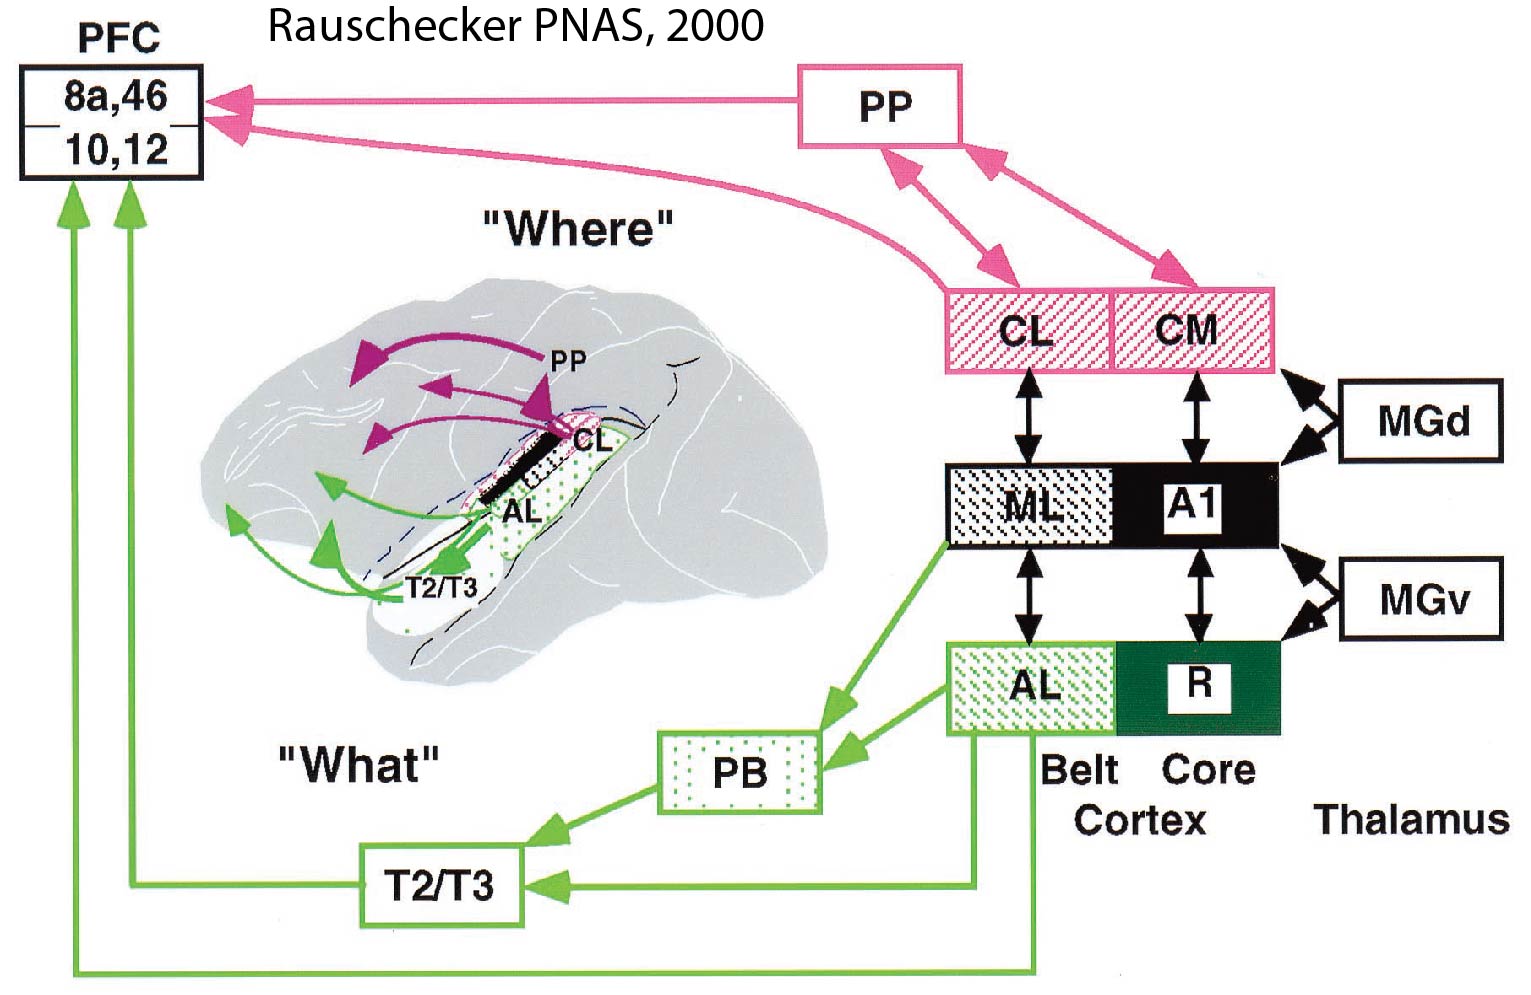 Rauschecker PNAS, 2000
PFC
8a,46
10,12
PP
"Where"
CL
CM
PP
MGd
CL
ML
A1
AL
T2/T3
MGv
AL
R
"What"
PB
Belt
Core
Cortex
Thalamus
T2/T3